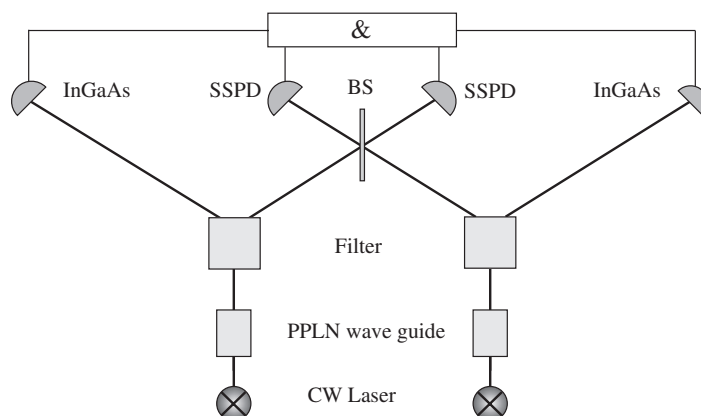 &
InGaAs
SSPD
BS
SSPD
InGaAs
Filter
PPLN wave guide
CW Laser